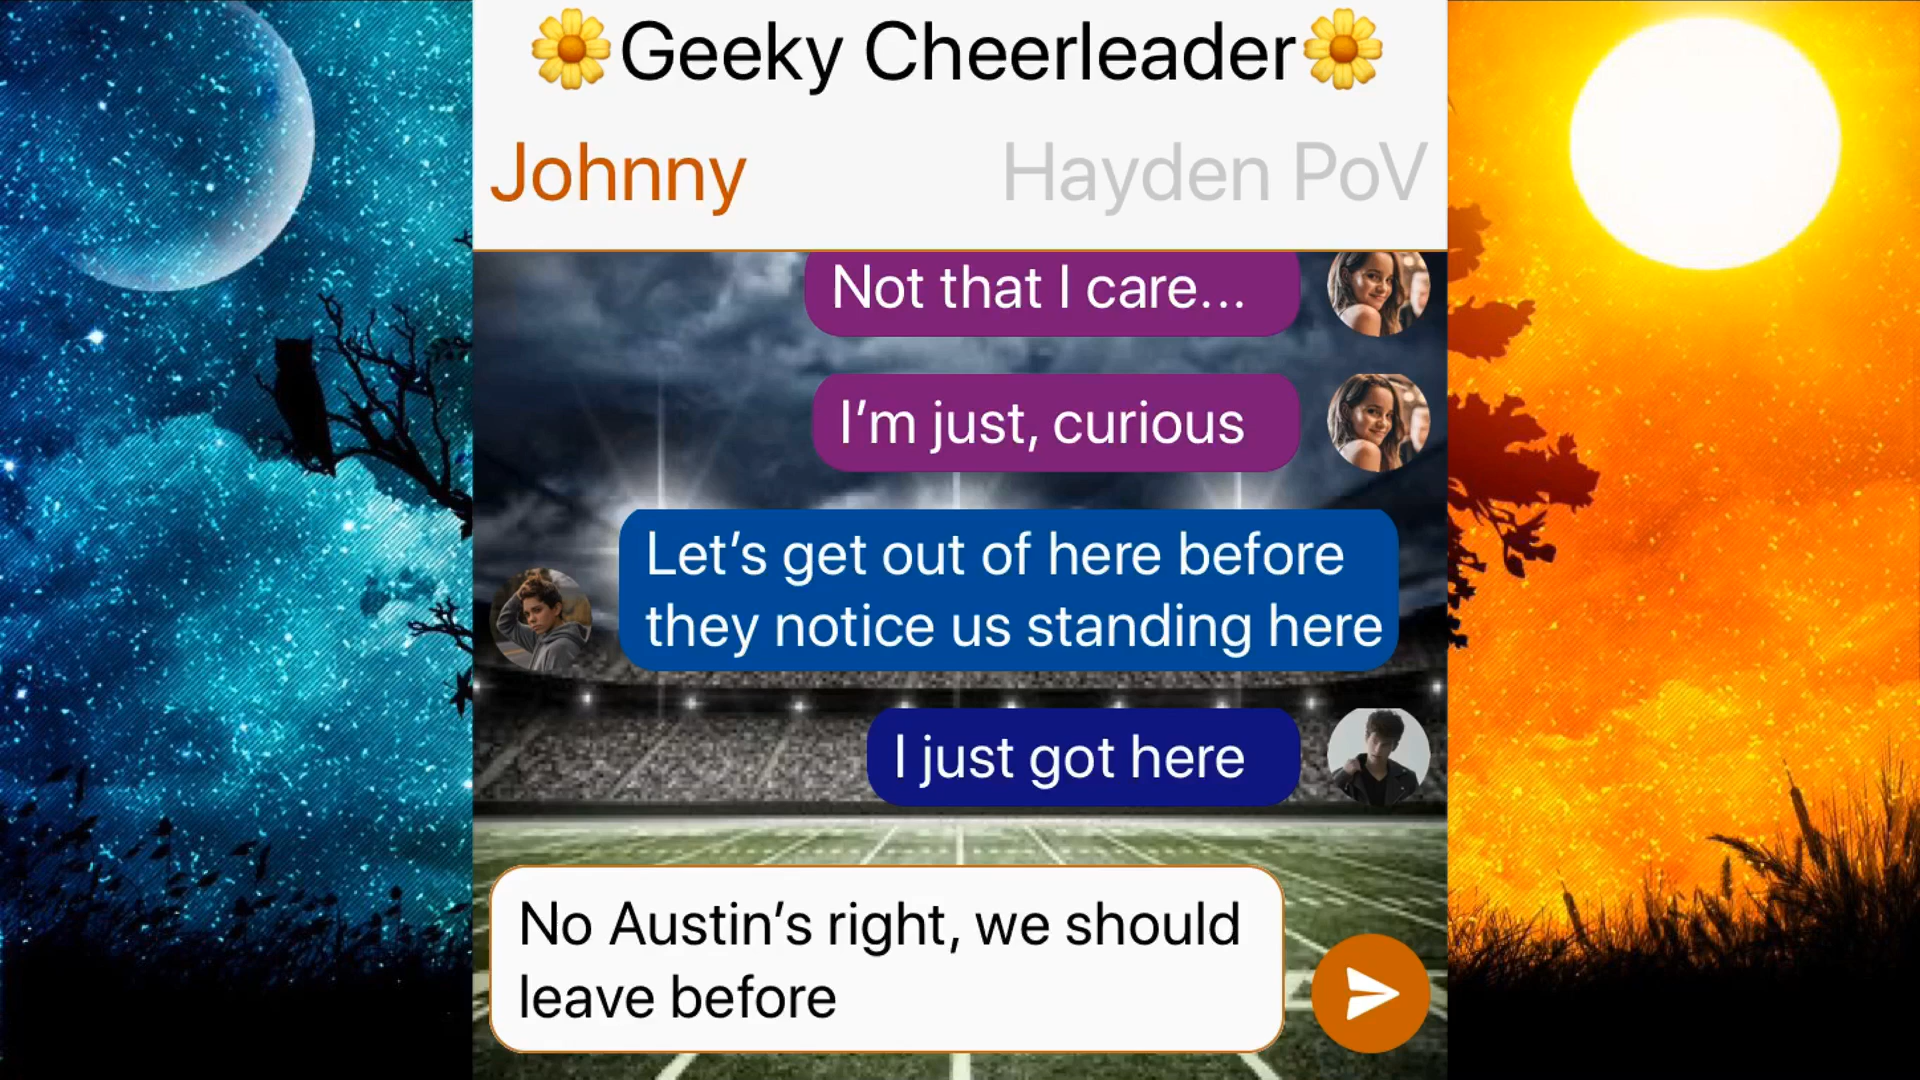 🌼Geeky Cheerleader🌼
Johnny
Hayden PoV
Not that I care...
I'm just, curious
Let's get out of here before
they notice us standing here
I just got here
No Austin's right, we should
leave before